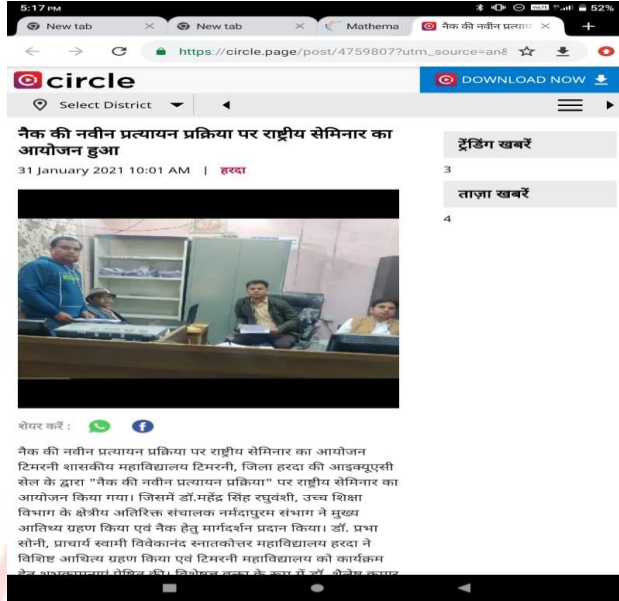 5:17 PM
52%
New tab
New tab
Mathema
नैक की नवीन प्रत्याय
https://circle.page/post/4759807?utm_source=an&
circle
DOWNLOAD NOW
Select District
नैक की नवीन प्रत्यायन प्रक्रिया पर राष्ट्रीय सेमिनार का
आयोजन हुआ
31 January 2021 10:01 AM | हरदा
ट्रेंडिंग खबरें
3
ताज़ा खबरें
4
शेयर करें :
नैक की नवीन प्रत्यायन प्रक्रिया पर राष्ट्रीय सेमिनार का आयोजन
टिमरनी शासकीय महाविद्यालय टिमरनी, जिला हरदा की आइक्यूएसी
सेल के द्वारा "नैक की नवीन प्रत्यायन प्रक्रिया" पर राष्ट्रीय सेमिनार का
आयोजन किया गया। जिसमें डॉ.महेंद्र सिंह रघुवंशी, उच्च शिक्षा
विभाग के क्षेत्रीय अतिरिक्त संचालक नर्मदापुरम संभाग ने मुख्य
आतिथ्य ग्रहण किया एवं नैक हेतु मार्गदर्शन प्रदान किया। डॉ. प्रभा
सोनी, प्राचार्य स्वामी विवेकानंद स्नातकोत्तर महाविद्यालय हरदा ने
विशिष्ट आथित्य ग्रहण किया एवं टिमरनी महाविद्यालय को कार्यक्रम